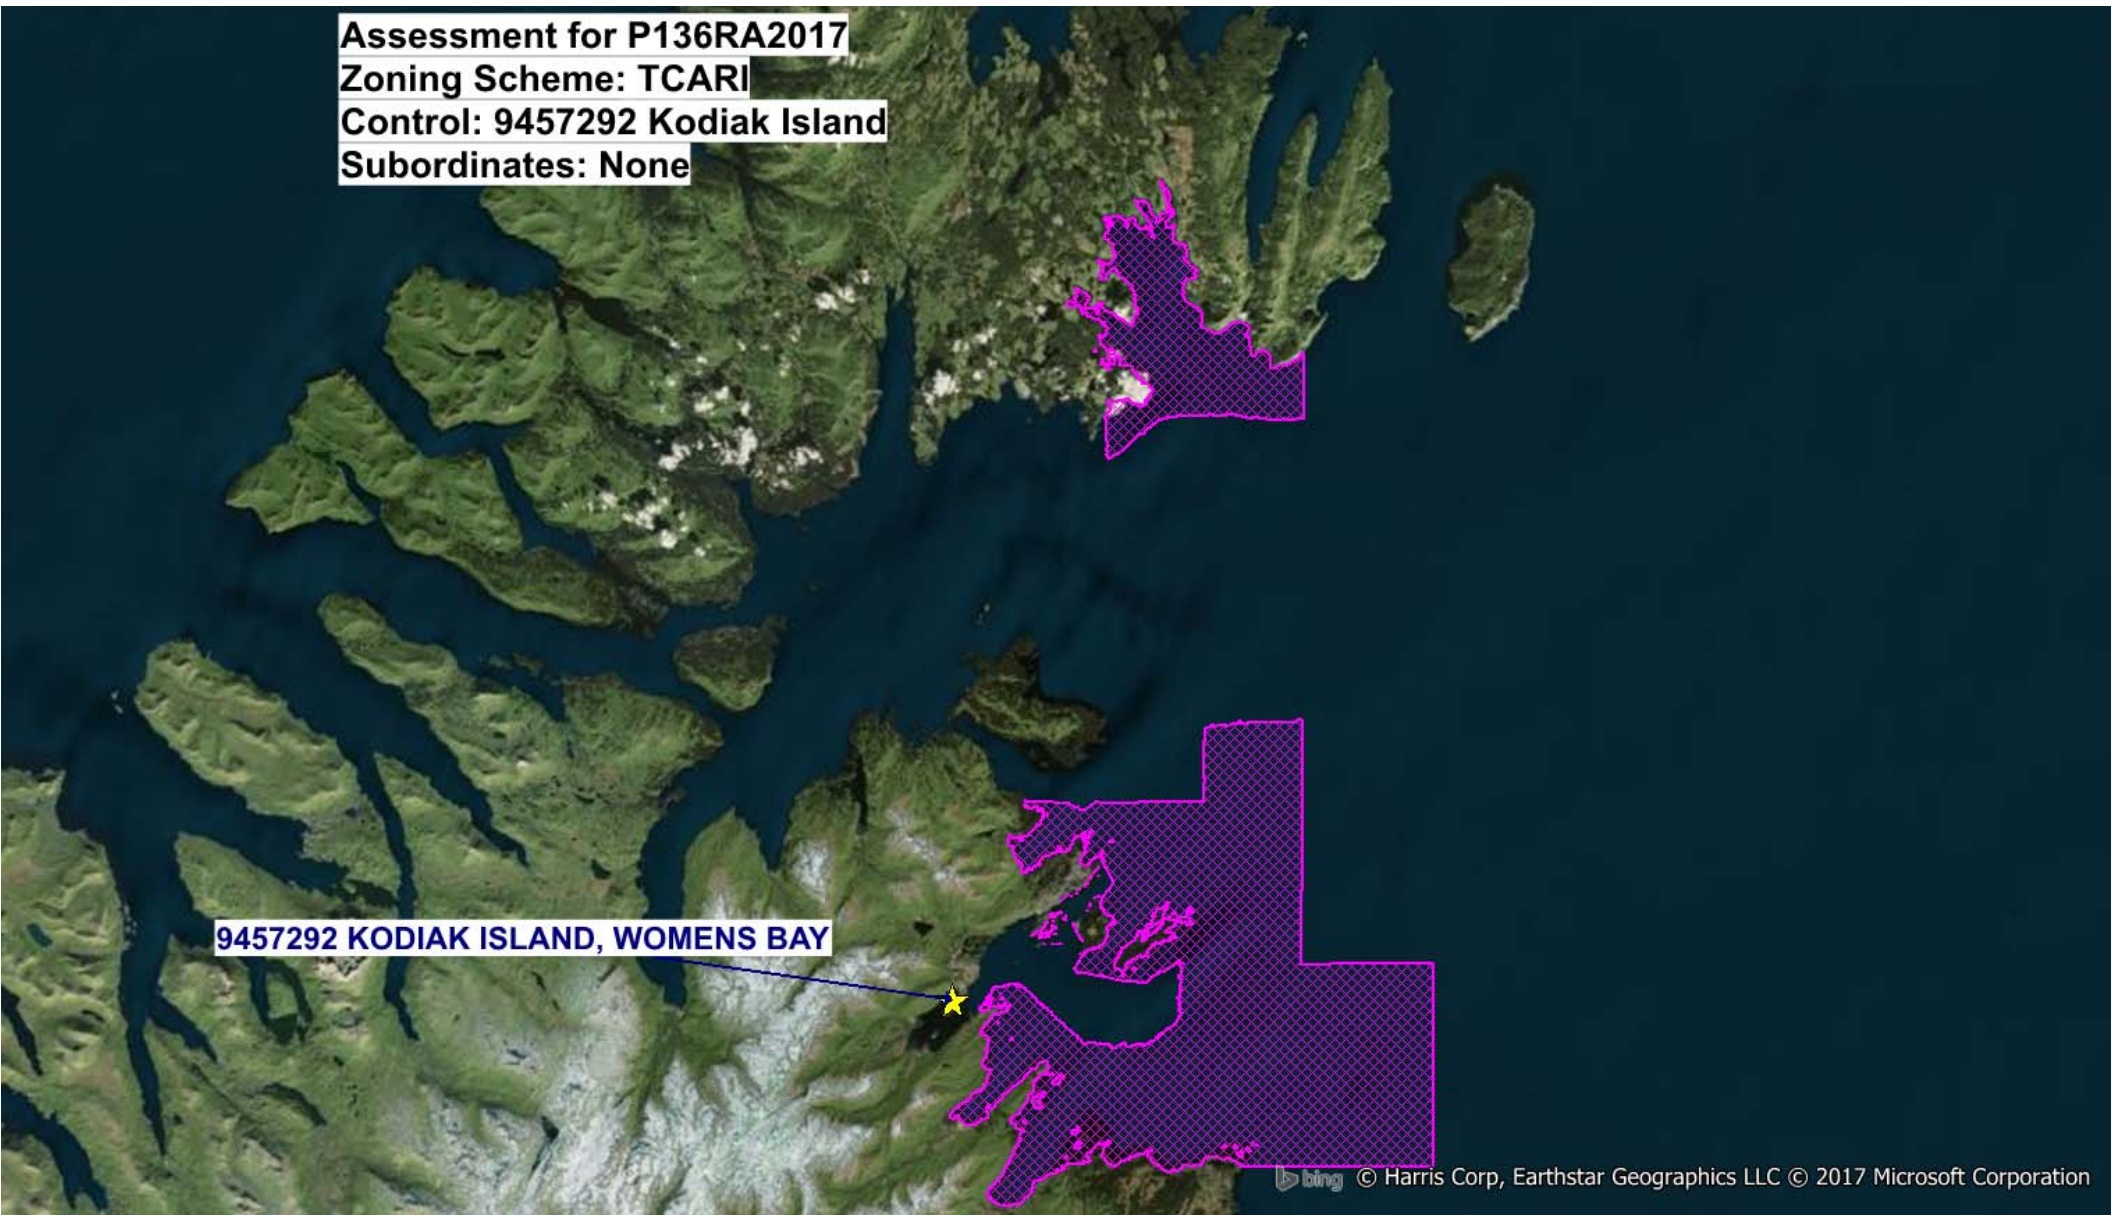 Assessment for P136RA2017
Zoning Scheme: TCARI
Control: 9457292 Kodiak Island
Subordinates: None
9457292 KODIAK ISLAND, WOMENS BAY
bing © Harris Corp, Earthstar Geographics LLC © 2017 Microsoft Corporation